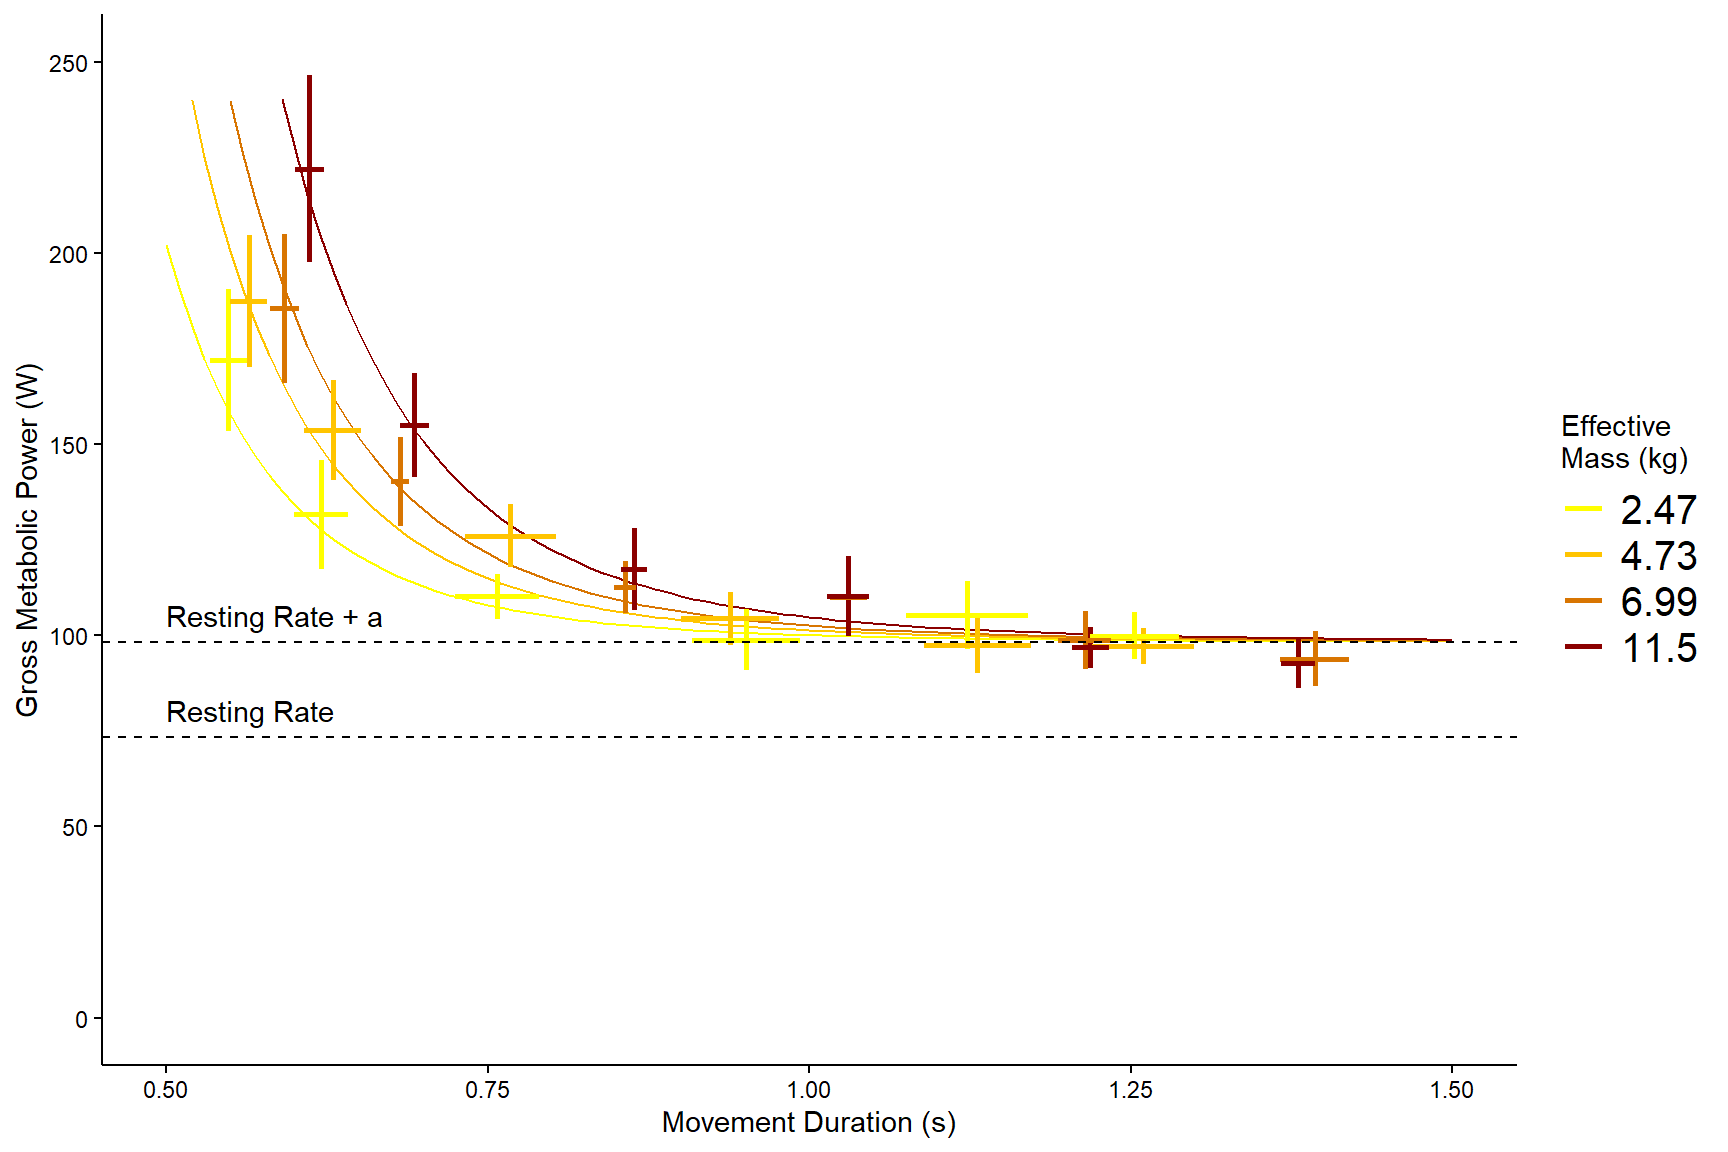 250
200
150
100
50
0
Gross Metabolic Power (W)
Resting Rate + a
Resting Rate
0.50 0.75 1.00 1.25 1.50
Movement Duration (s)
Effective
Mass (kg)
2.47
4.73
6.99
11.5